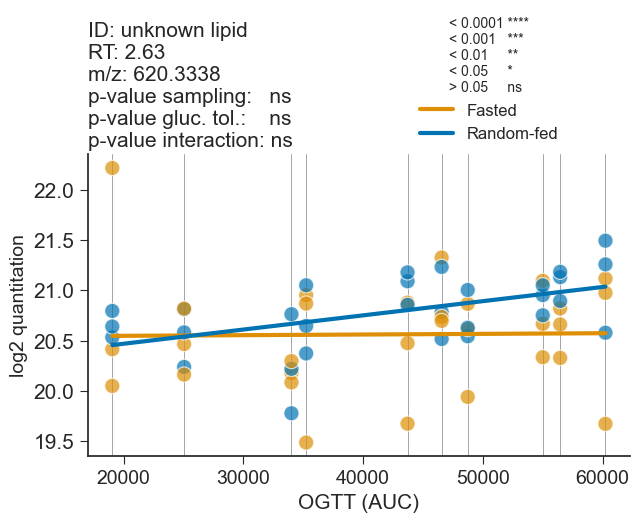 ID: unknown lipid
RT: 2.63
m/z: 620.3338
p-value sampling: ns
p-value gluc. tol.: ns
p-value interaction: ns
< 0.0001 ****
< 0.001 ***
< 0.01 **
< 0.05 *
> 0.05 ns
Fasted
Random-fed
log2 quantitation
22.0
21.5
21.0
20.5
20.0
19.5
20000 30000 40000 50000 60000
OGTT (AUC)